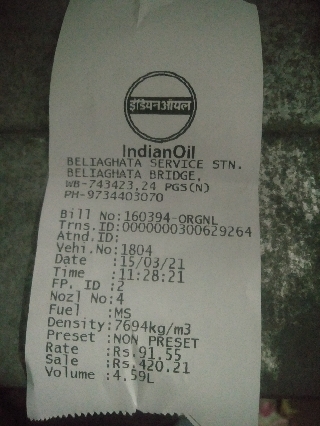 इंडियनऑयल
IndianOil
BELIAGHATA SERVICE STN.
BELIAGHATA BRIDGE,
WB-743423,24 PGS(N)
PH-9734403070
Bill No:160394-ORGNL
Trns.ID:0000000300629264
Atnd.ID:
Vehi.No:1804
Date :15/03/21
Time :11:28:21
FP. ID :2
Nozl No:4
Fuel :MS
Density:7694kg/m3
Preset :NON PRESET
Rate :Rs.91.55
Sale :Rs.420.21
Volume :4.59L